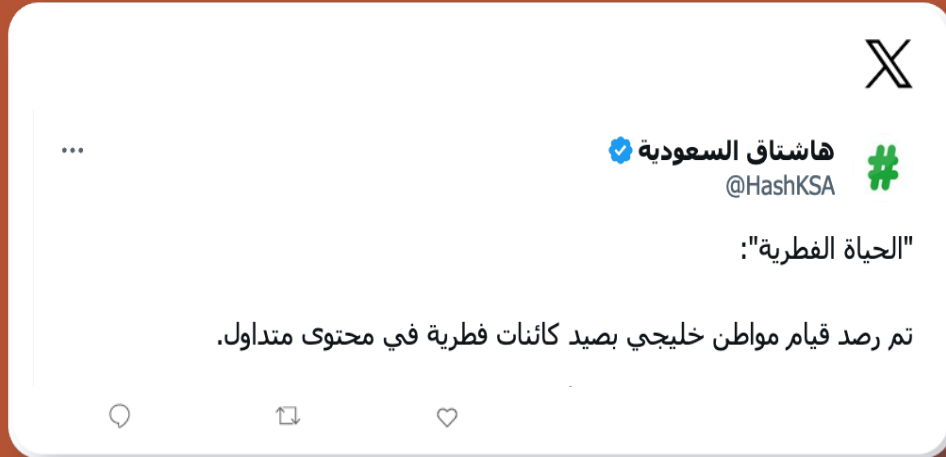 هاشتاق السعودية
@HashKSA
"الحياة الفطرية":
تم رصد قيام مواطن خليجي بصيد كائنات فطرية في محتوى متداول.